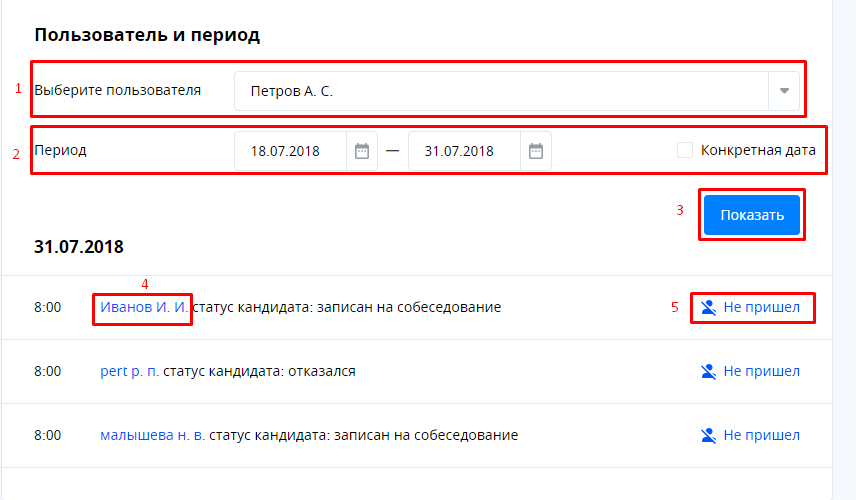 Пользователь и период
1 Выберите пользователя Петров А. С.
2 Период 18.07.2018 — 31.07.2018 Конкретная дата
3 Показать
31.07.2018
4
8:00 Иванов И. И. статус кандидата: записан на собеседование 5 Не пришел
8:00 pert р. п. статус кандидата: отказался Не пришел
8:00 малышева н. в. статус кандидата: записан на собеседование Не пришел